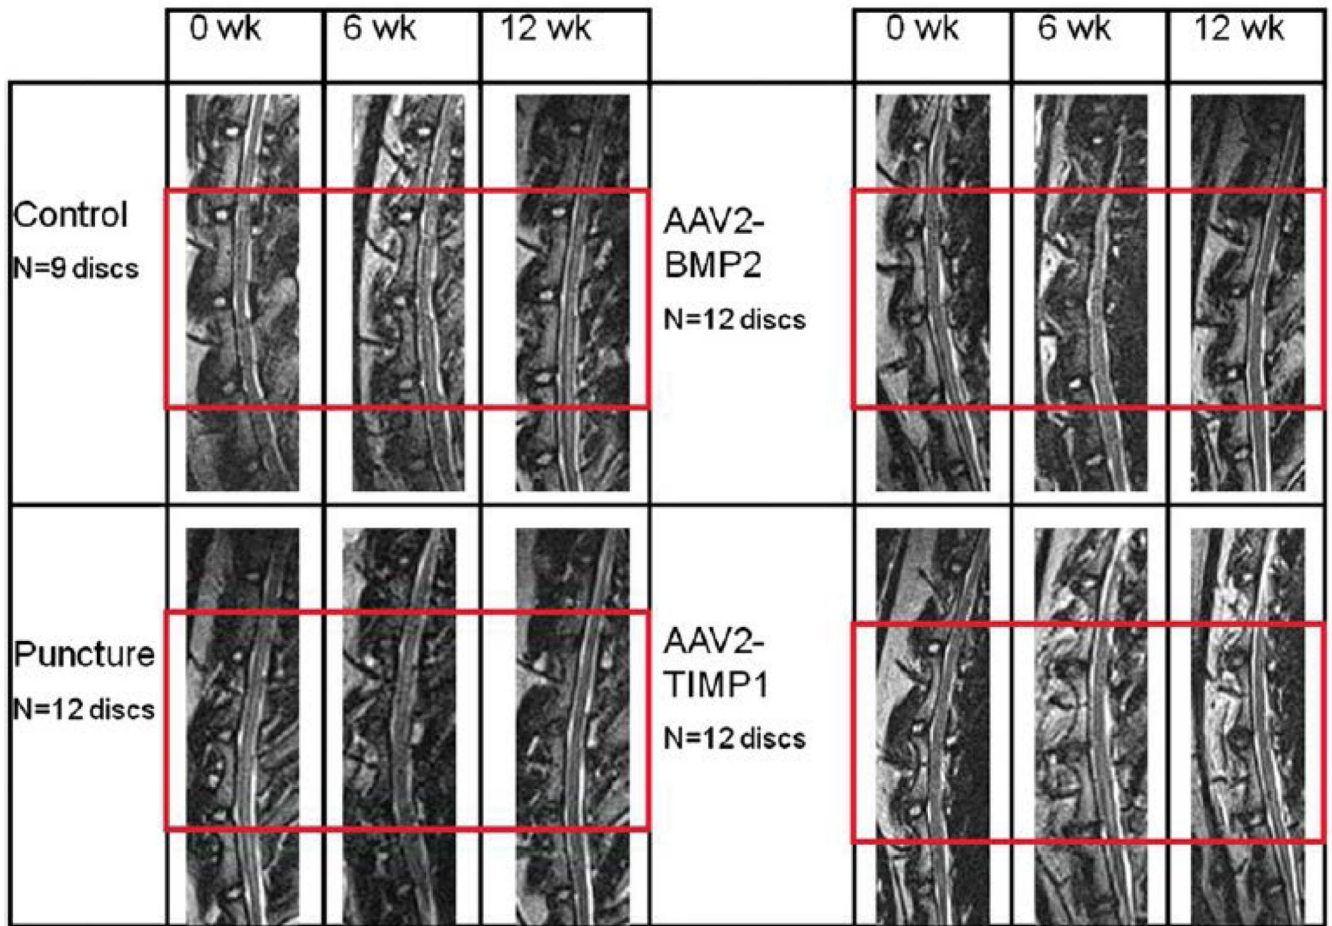 0 wk 6 wk 12 wk 0 wk 6 wk 12 wk
Control
N=9 discs
AAV2-
BMP2
N=12 discs
Puncture
N=12 discs
AAV2-
TIMP1
N=12 discs